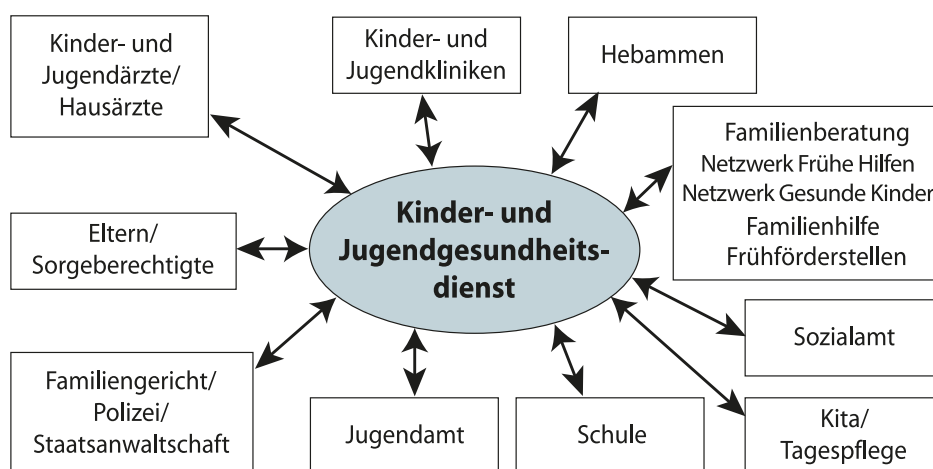 Kinder- und
Jugendärzte/
Hausärzte
Kinder- und
Jugendkliniken
Hebammen
Familienberatung
Netzwerk Frühe Hilfen
Netzwerk Gesunde Kinder
Familienhilfe
Frühförderstellen
Kinder- und
Jugendgesundheits-
dienst
Eltern/
Sorgeberechtigte
Sozialamt
Familiengericht/
Polizei/
Staatsanwaltschaft
Jugendamt
Schule
Kita/
Tagespflege